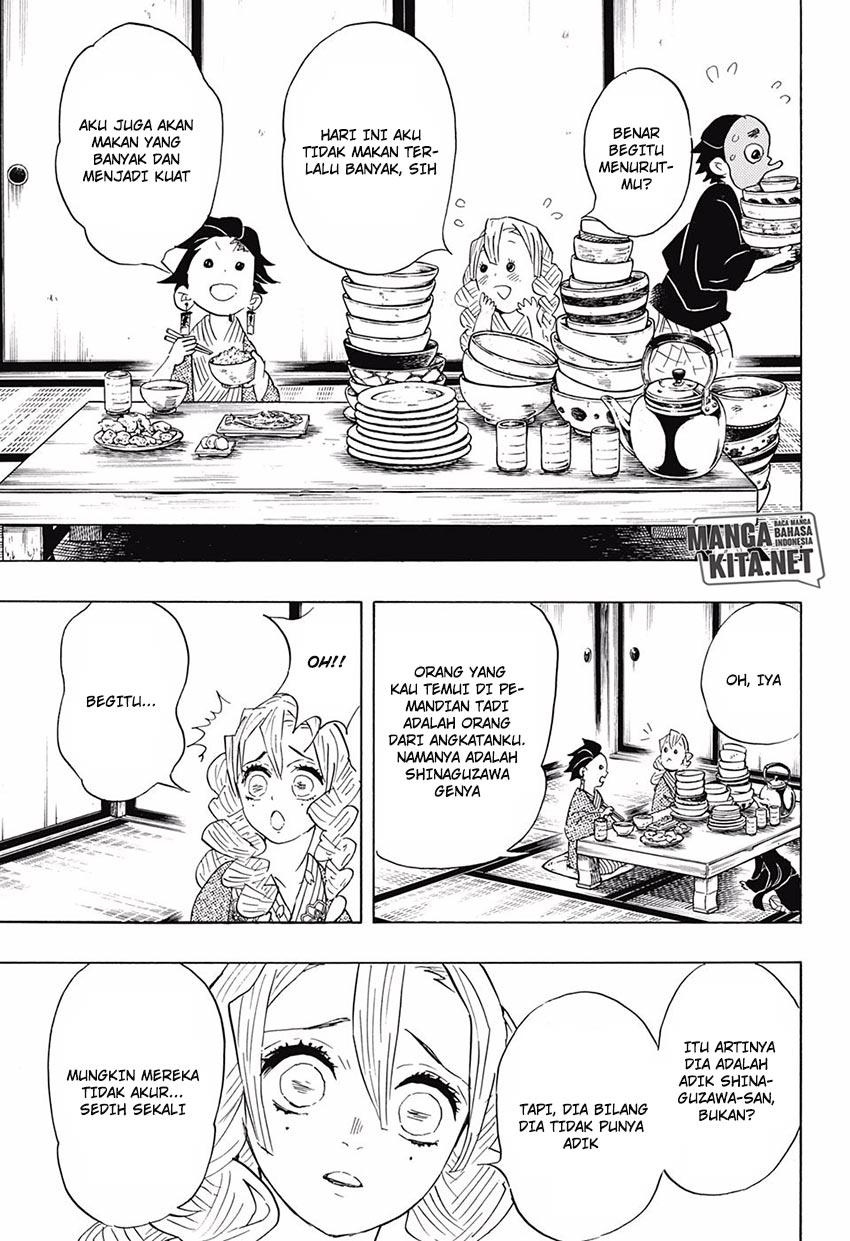 BENAR
BEGITU
MENURUT-
MU?
HARI INI AKU
TIDAK MAKAN TER-
LALU BANYAK, SIH
AKU JUGA AKAN
MAKAN YANG
BANYAK DAN
MENJADI KUAT
MANGA
KITA.NET
BACA MANGA
BAHASA
INDONESIA
OH, IYA
ORANG YANG
KAU TEMUI DI PE-
MANDIAN TADI
ADALAH ORANG
DARI ANGKATANKU.
NAMANYA ADALAH
SHINAGUZAWA
GENYA
OH!!
BEGITU...
ITU ARTINYA
DIA ADALAH
ADIK SHINA-
GUZAWA-SAN,
BUKAN?
TAPI, DIA BILANG
DIA TIDAK PUNYA
ADIK
MUNGKIN MEREKA
TIDAK AKUR...
SEDIH SEKALI